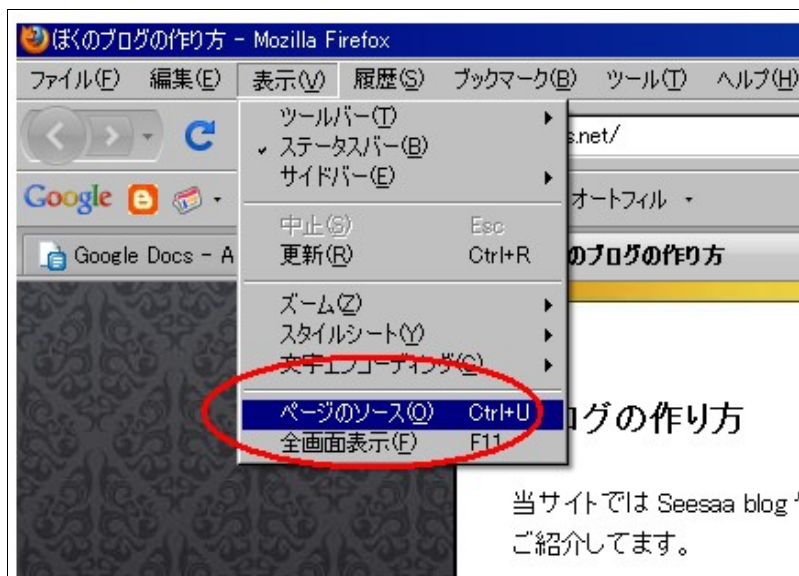 ぼくのブログの作り方 - Mozilla Firefox
ファイル(F) 編集(E) 表示(V) 履歴(S) ブックマーク(B) ツール(T) ヘルプ(H)
ツールバー(T)
s.net/
ステータスバー(B)
サイドバー(E)
Google オートフィル
中止(S) Esc
Google Docs - A
更新(R) Ctrl+R
のブログの作り方
ズーム(Z)
スタイルシート(Y)
文字エンコーディング(C)
ページのソース(O) Ctrl+U
全画面表示(F) F11
ログの作り方
当サイトでは Seesaa blog
ご紹介してます。